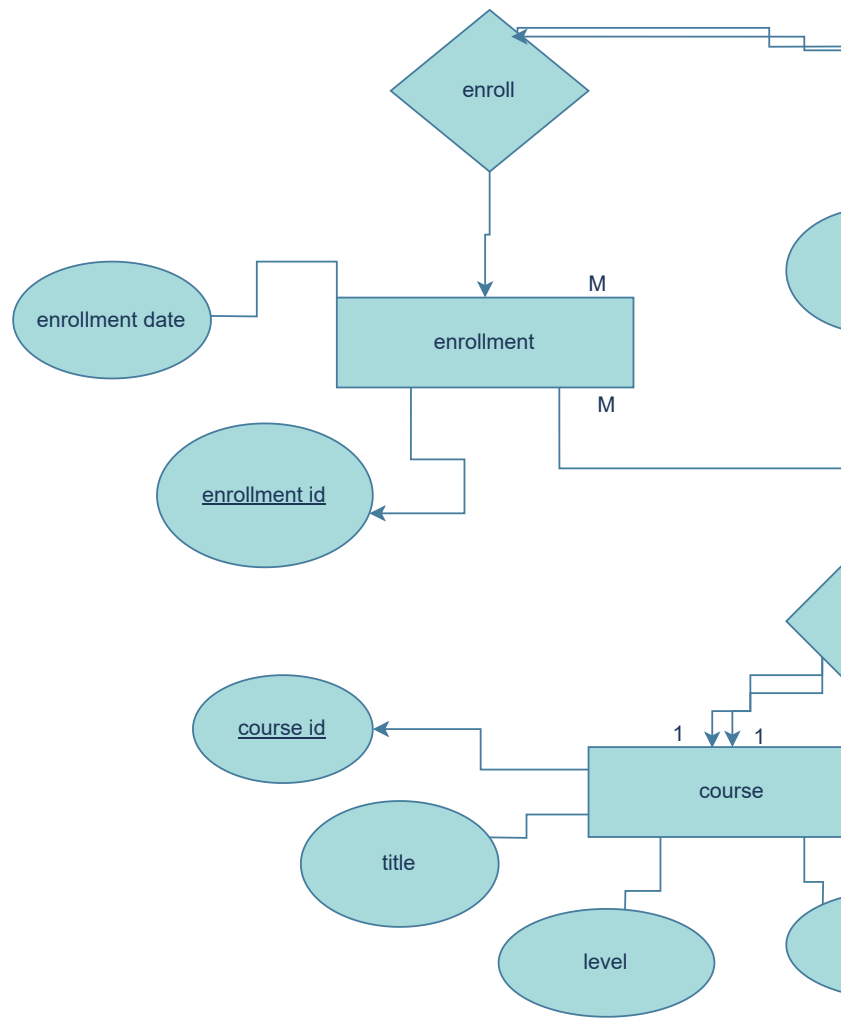 enroll
M
enrollment date
enrollment
M
enrollment id
course id
1
1
course
title
level